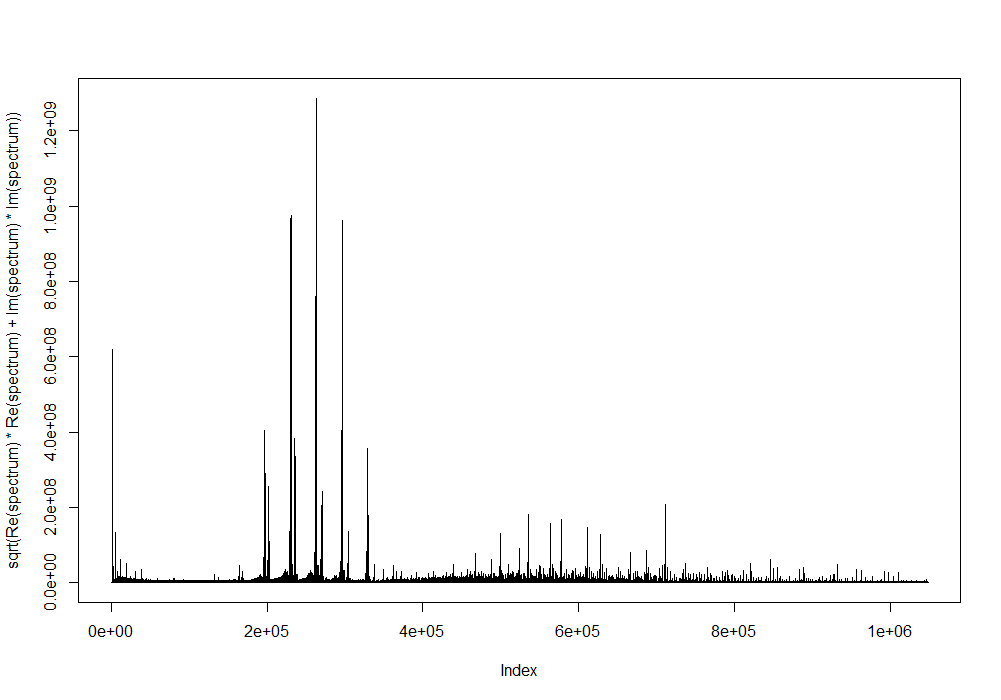 sqrt(Re(spectrum) * Re(spectrum) + Im(spectrum) * Im(spectrum))
1.2e+09
1.0e+09
8.0e+08
6.0e+08
4.0e+08
2.0e+08
0.0e+00
0e+00 2e+05 4e+05 6e+05 8e+05 1e+06
Index